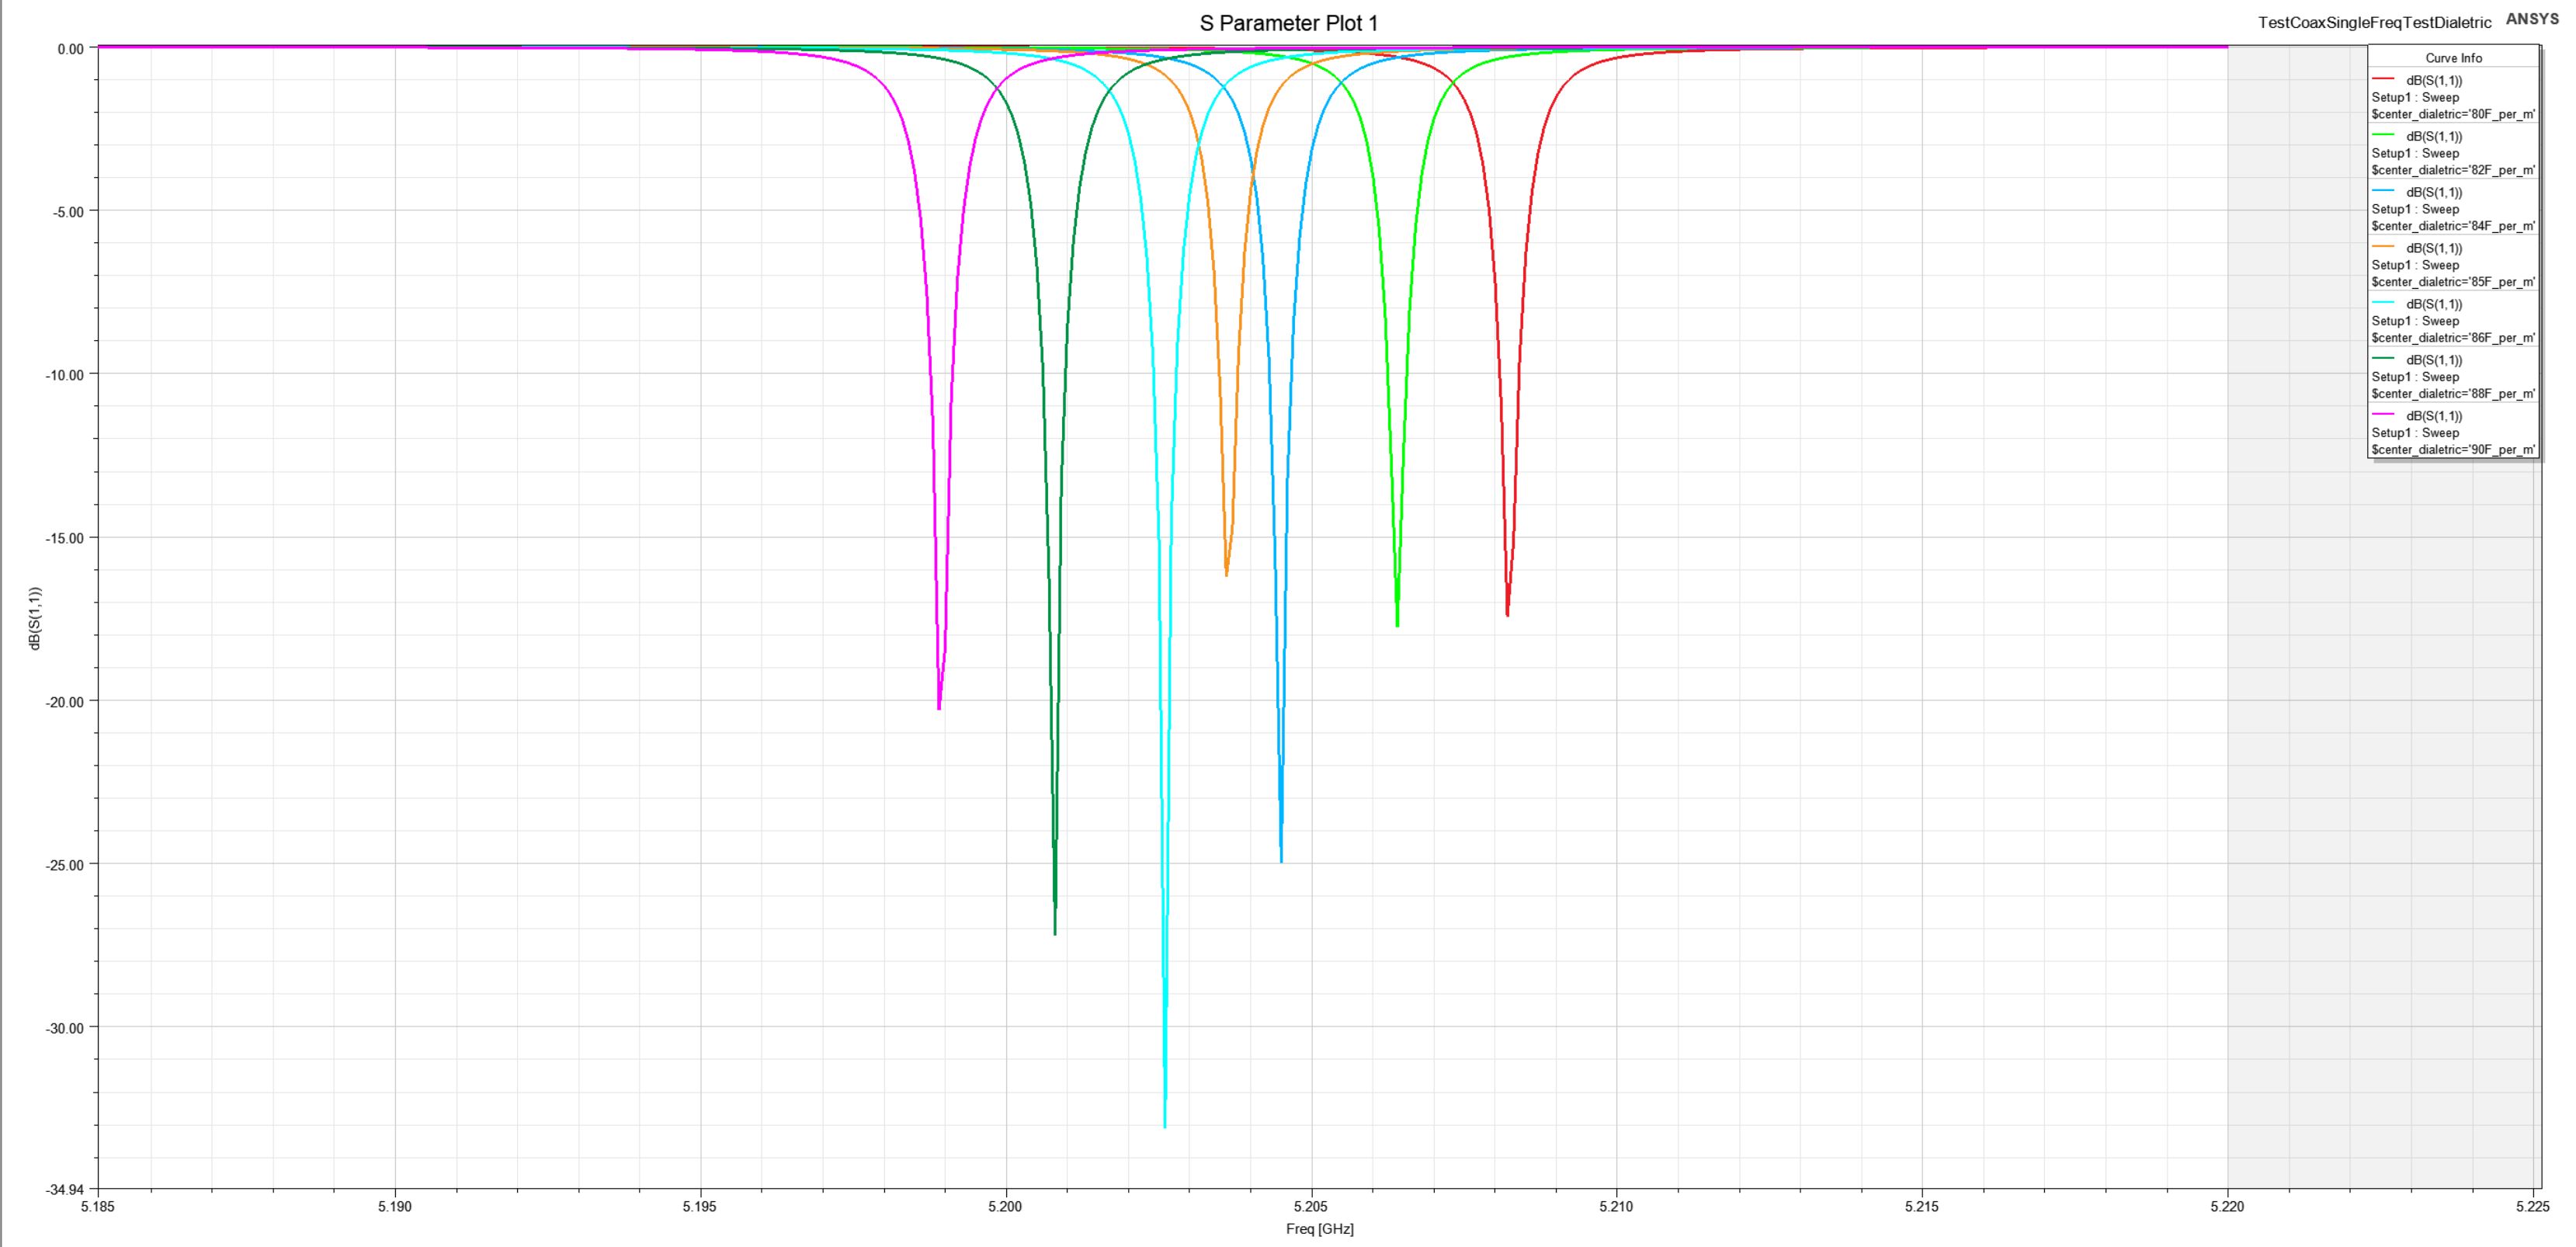 S Parameter Plot 1
TestCoaxSingleFreqTestDialetric ANSYS
Curve Info
dB(S(1,1))
Setup1 : Sweep
$center_dialetric='80F_per_m'
dB(S(1,1))
Setup1 : Sweep
$center_dialetric='82F_per_m'
dB(S(1,1))
Setup1 : Sweep
$center_dialetric='84F_per_m'
dB(S(1,1))
Setup1 : Sweep
$center_dialetric='85F_per_m'
dB(S(1,1))
Setup1 : Sweep
$center_dialetric='86F_per_m'
dB(S(1,1))
Setup1 : Sweep
$center_dialetric='88F_per_m'
dB(S(1,1))
Setup1 : Sweep
$center_dialetric='90F_per_m'
0.00
-5.00
-10.00
-15.00
-20.00
-25.00
-30.00
-34.94
dB(S(1,1))
5.185 5.190 5.195 5.200 5.205 5.210 5.215 5.220 5.225
Freq [GHz]